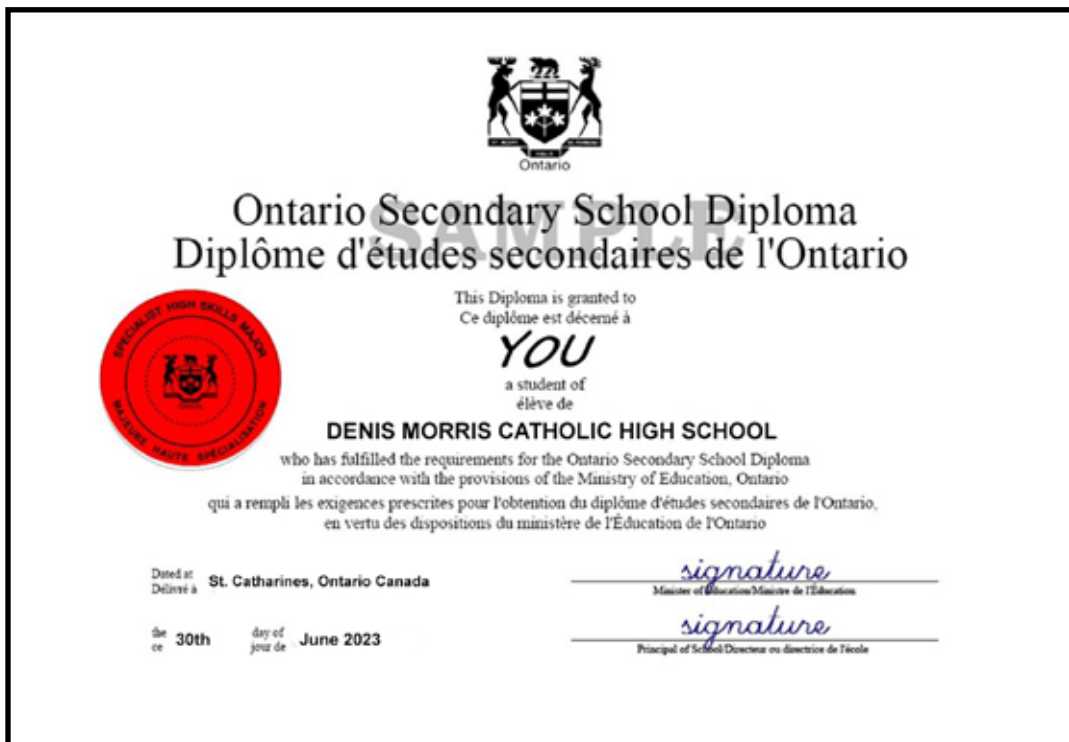 Ontario
SAMPLE
Ontario Secondary School Diploma
Diplôme d'études secondaires de l'Ontario
This Diploma is granted to
Ce diplôme est décerné à
YOU
a student of
élève de
DENIS MORRIS CATHOLIC HIGH SCHOOL
who has fulfilled the requirements for the Ontario Secondary School Diploma
in accordance with the provisions of the Ministry of Education, Ontario
qui a rempli les exigences prescrites pour l'obtention du diplôme d'études secondaires de l'Ontario,
en vertu des dispositions du ministère de l'Éducation de l'Ontario
SPECIALIST HIGH SKILLS MAJOR
MAJEURE HAUTE SPÉCIALISATION
Dated at
Délivré à
St. Catharines, Ontario Canada
signature
Minister of Education/Ministre de l'Éducation
the
ce
30th
day of
jour de
June 2023
signature
Principal of School/Directeur ou directrice de l'école